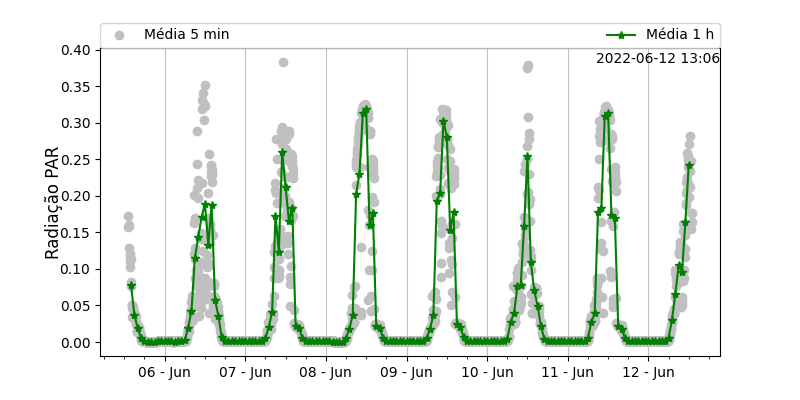 Média 5 min
Média 1 h
2022-06-12 13:06
Radiação PAR
0.40
0.35
0.30
0.25
0.20
0.15
0.10
0.05
0.00
06 - Jun
07 - Jun
08 - Jun
09 - Jun
10 - Jun
11 - Jun
12 - Jun